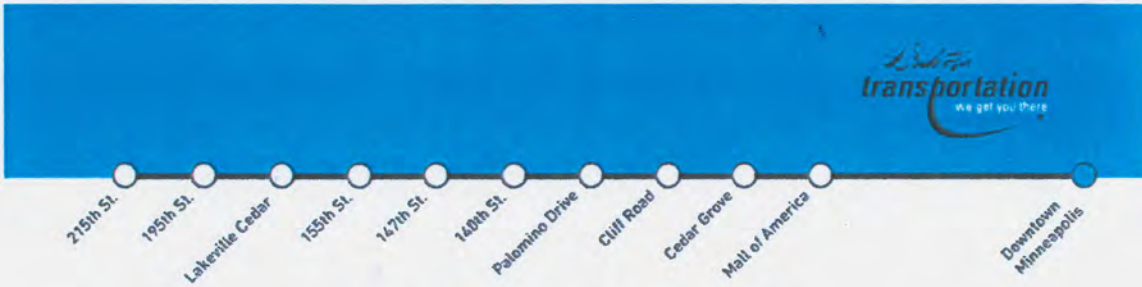 transportation
we get you there
215th St.
195th St.
Lakeville Cedar
155th St.
147th St.
140th St.
Palomino Drive
Cliff Road
Cedar Grove
Mall of America
Downtown
Minneapolis